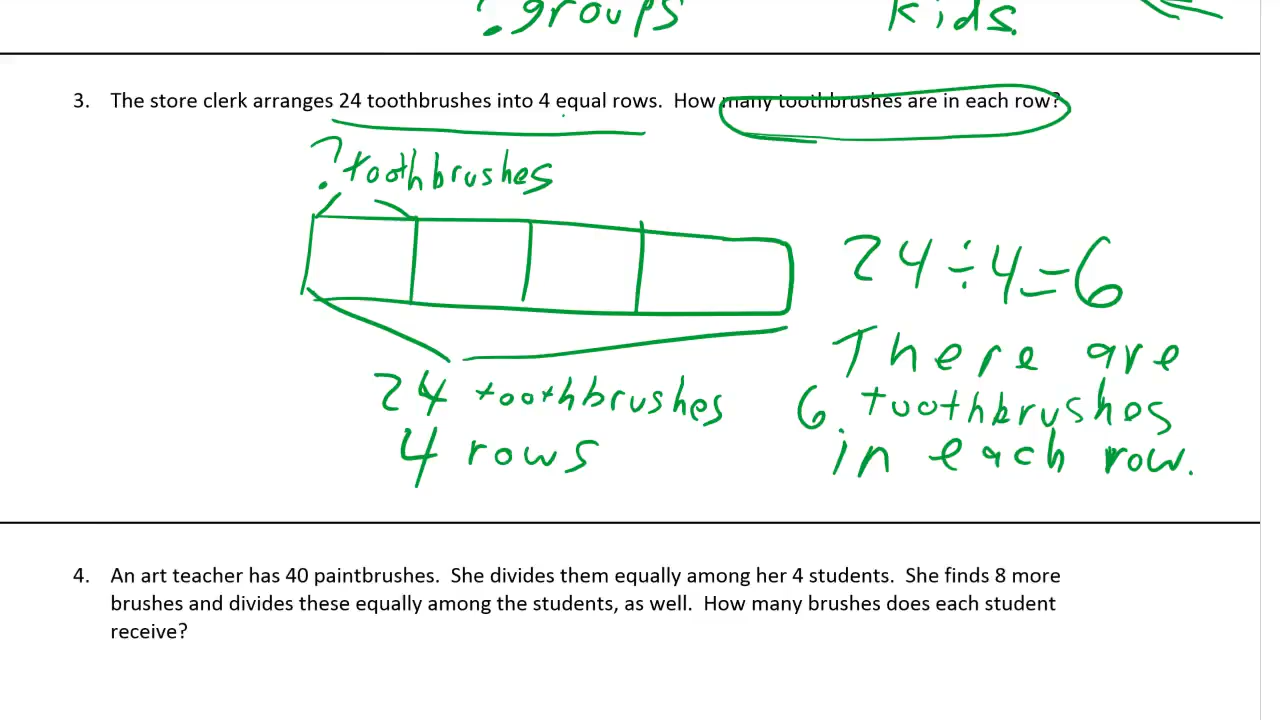 ? groups kids.
3. The store clerk arranges 24 toothbrushes into 4 equal rows. How many toothbrushes are in each row?
? toothbrushes
24 ÷ 4 = 6
There are
24 toothbrushes 6 toothbrushes
4 rows in each row.
4. An art teacher has 40 paintbrushes. She divides them equally among her 4 students. She finds 8 more
brushes and divides these equally among the students, as well. How many brushes does each student
receive?